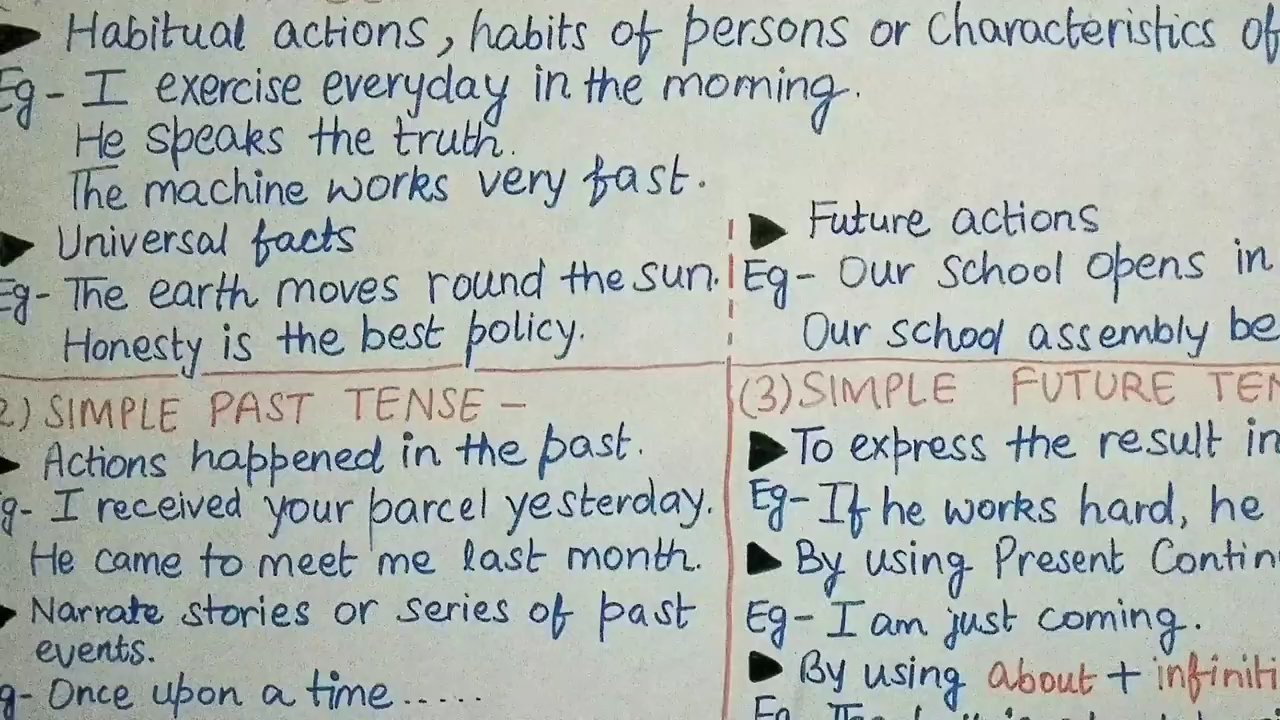 Habitual actions, habits of persons or characteristics of
Eg- I exercise everyday in the morning.
He speaks the truth.
The machine works very fast.
Universal facts
Eg- The earth moves round the sun.
Honesty is the best policy.
Future actions
Eg- Our school opens in
Our school assembly be
2) SIMPLE PAST TENSE -
Actions happened in the past.
g- I received your parcel yesterday.
He came to meet me last month.
Narrate stories or series of past
events.
g- Once upon a time.....
(3) SIMPLE FUTURE TEN
To express the result in
Eg- If he works hard, he
By using Present Contin
Eg- I am just coming.
By using about + infiniti
Eg